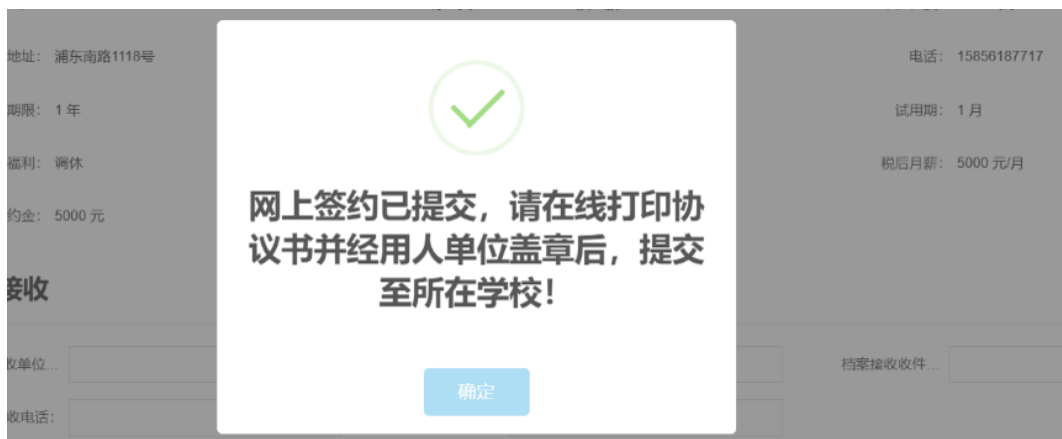 地址： 浦东南路1118号
电话： 15856187717
期限： 1 年
试用期： 1 月
福利： 调休
税后月薪： 5000 元/月
约金： 5000 元
网上签约已提交，请在线打印协
议书并经用人单位盖章后，提交
至所在学校！
接收
收单位...
档案接收收件...
确定
收电话：